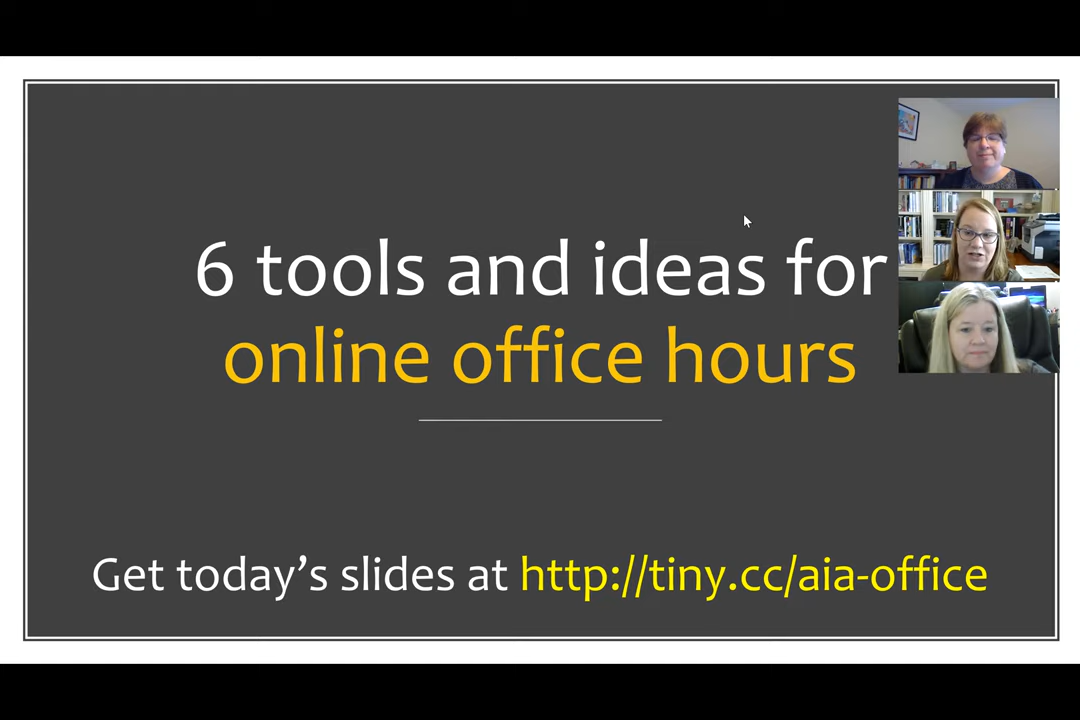 6 tools and ideas for
online office hours
Get today’s slides at http://tiny.cc/aia-office